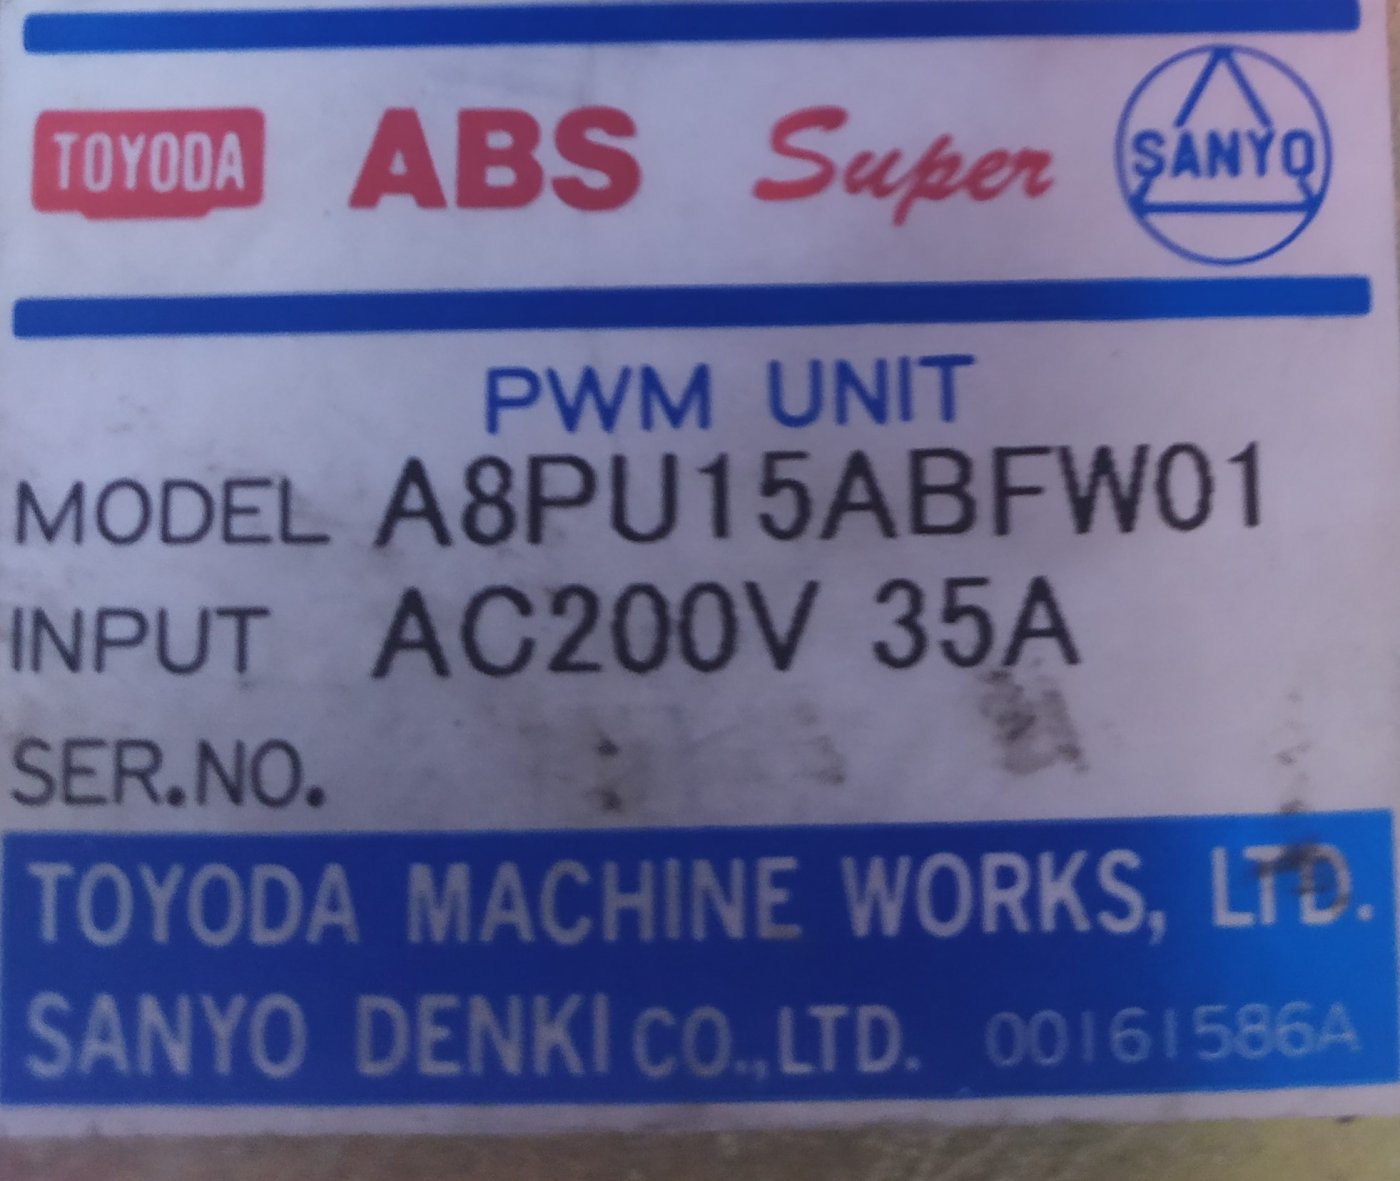 TOYODA ABS Super SANYO
PWM UNIT
MODEL A8PU15ABFW01
INPUT AC200V 35A
SER.NO.
TOYODA MACHINE WORKS, LTD.
SANYO DENKI CO.,LTD. 00161586A